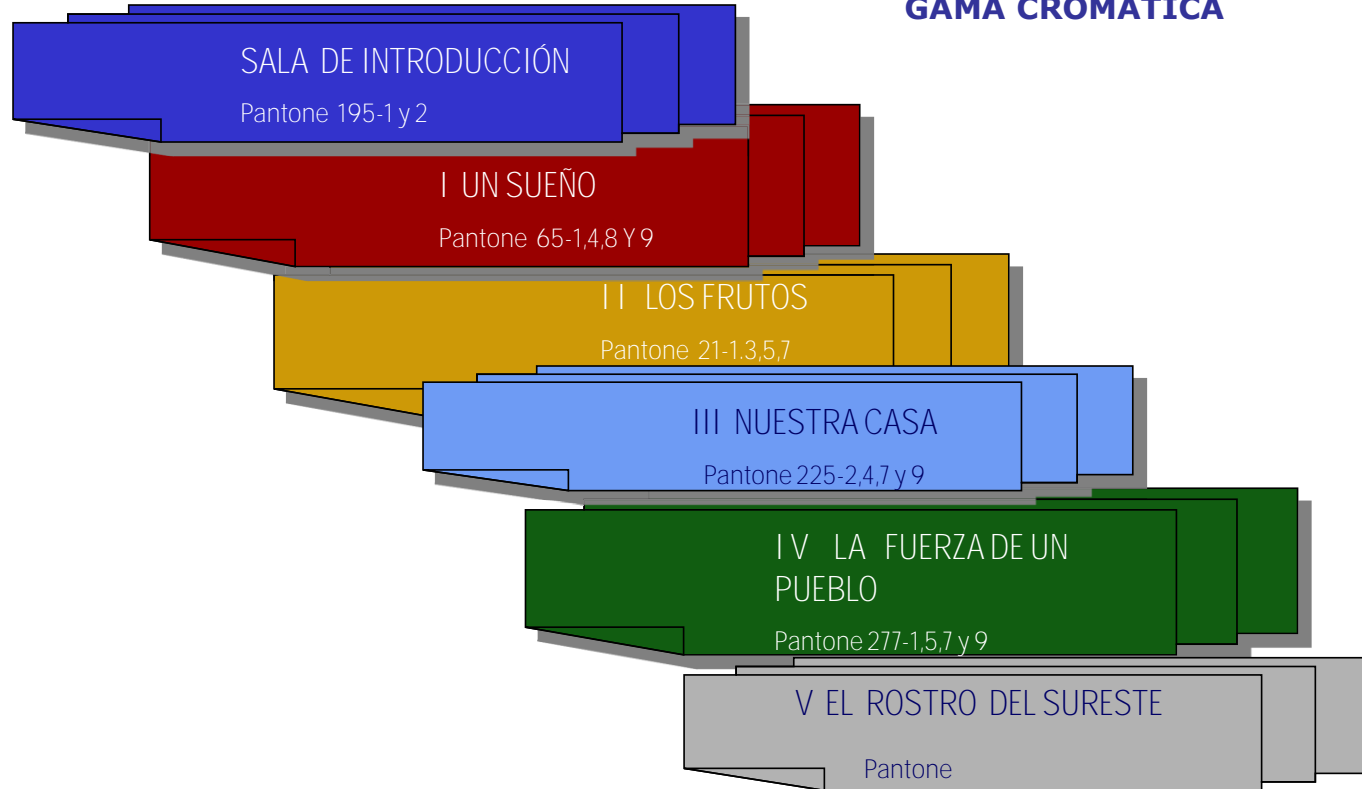 GAMA CROMÁTICA
SALA DE INTRODUCCIÓN
Pantone 195-1 y 2
I UN SUEÑO
Pantone 65-1,4,8 Y 9
II LOS FRUTOS
Pantone 21-1.3,5,7
III NUESTRA CASA
Pantone 225-2,4,7 y 9
IV LA FUERZA DE UN
PUEBLO
Pantone 277-1,5,7 y 9
V EL ROSTRO DEL SURESTE
Pantone